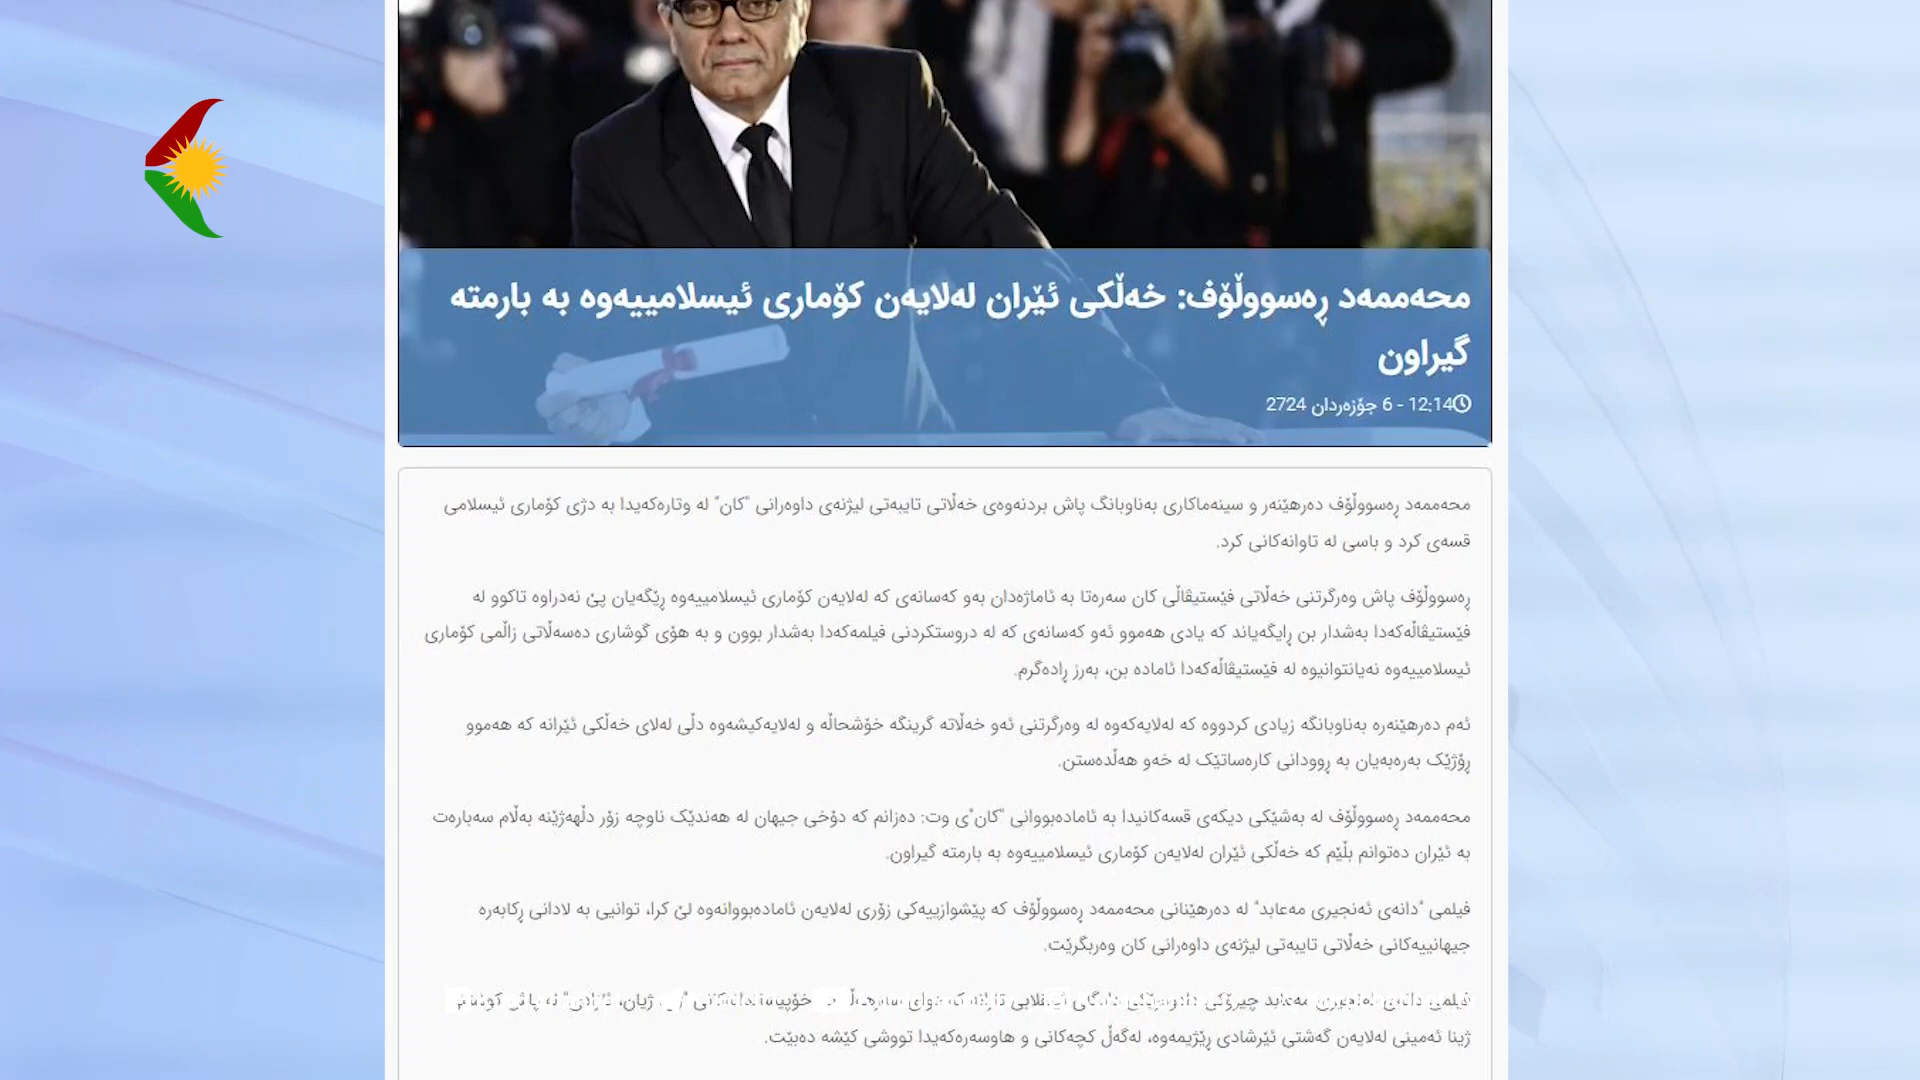 محەممەد ڕەسووڵۆف: خەڵکی ئێران لەلایەن کۆماری ئیسلامییەوە بە بارمتە
گیراون
12:14 - 6 جۆزەردان 2724
محەممەد ڕەسووڵۆف دەرهێنەر و سینەماکاری بەناوبانگ پاش بردنەوەی خەڵاتی تایبەتی لیژنەی داوەرانی "کان" لە وتارەکەیدا بە دژی کۆماری ئیسلامی
قسەی کرد و باسی لە تاوانەکانی کرد.
ڕەسووڵۆف پاش وەرگرتنی خەڵاتی فێستیڤاڵی کان سەرەتا بە ئاماژەدان بەو کەسانەی کە لەلایەن کۆماری ئیسلامییەوە ڕێگەیان پێ نەدراوە تاکوو لە
فێستیڤاڵەکەدا بەشدار بن ڕایگەیاند کە یادی هەموو ئەو کەسانەی کە لە دروستکردنی فیلمەکەدا بەشدار بوون و بە هۆی گوشاری دەسەڵاتی زاڵمی کۆماری
ئیسلامییەوە نەیانتوانیوە لە فێستیڤاڵەکەدا ئامادە بن، بەرز ڕادەگرم.
ئەم دەرهێنەرە بەناوبانگە زیادی کردووە کە لەلایەکەوە لە وەرگرتنی ئەو خەڵاتە گرینگە خۆشحاڵە و لەلایەکیشەوە دڵی لەلای خەڵکی ئێرانە کە هەموو
ڕۆژێک بەرەبەیان بە ڕوودانی کارەساتێک لە خەو هەڵدەستن.
محەممەد ڕەسووڵۆف لە بەشێکی دیکەی قسەکانیدا بە ئامادەبووانی "کان"ی وت: دەزانم کە دۆخی جیهان لە هەندێک ناوچە زۆر دڵهەژێنە بەڵام سەبارەت
بە ئێران دەتوانم بڵێم کە خەڵکی ئێران لەلایەن کۆماری ئیسلامییەوە بە بارمتە گیراون.
فیلمی "دانەی ئەنجیری مەعابد" لە دەرهێنانی محەممەد ڕەسووڵۆف کە پێشوازییەکی زۆری لەلایەن ئامادەبووانەوە لێ کرا، توانیی بە لادانی ڕکابەرە
جیهانییەکانی خەڵاتی تایبەتی لیژنەی داوەرانی کان وەربگرێت.
فیلمی دانەی ئەنجیری مەعابد چیرۆکی "ژن، ژیان، ئازادی"
ژینا ئەمینی لەلایەن گەشتی ئێرشادی ڕێژیمەوە، لەگەڵ کچەکانی و هاوسەرەکەیدا تووشی کێشە دەبێت.